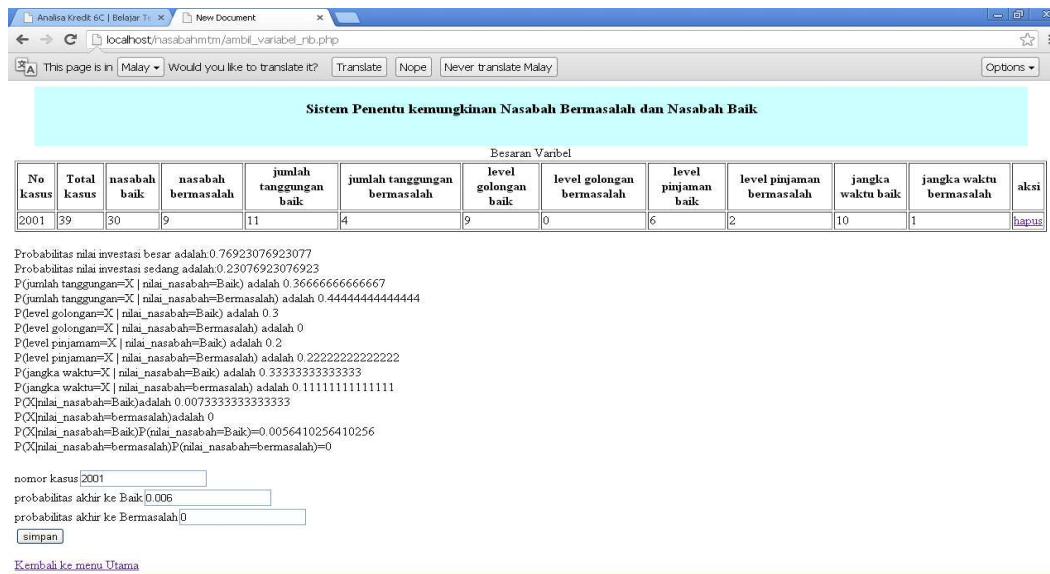 Analisa Kredit 6C | Belajar Te
New Document
localhost/nasabahmtm/ambil_variabel_nb.php
This page is in Malay Would you like to translate it? Translate Nope Never translate Malay Options
Sistem Penentu kemungkinan Nasabah Bermasalah dan Nasabah Baik
Besaran Varibel
No kasus Total kasus nasabah baik nasabah bermasalah jumlah tanggungan baik jumlah tanggungan bermasalah level golongan baik level golongan bermasalah level pinjaman baik level pinjaman bermasalah jangka waktu baik jangka waktu bermasalah aksi
2001 39 30 9 11 4 9 0 6 2 10 1 hapus
Probabilitas nilai investasi besar adalah:0.76923076923077
Probabilitas nilai investasi sedang adalah:0.23076923076923
P(jumlah tanggungan=X | nilai_nasabah=Baik) adalah 0.36666666666667
P(jumlah tanggungan=X | nilai_nasabah=Bermasalah) adalah 0.44444444444444
P(level golongan=X | nilai_nasabah=Baik) adalah 0.3
P(level golongan=X | nilai_nasabah=Bermasalah) adalah 0
P(level pinjamam=X | nilai_nasabah=Baik) adalah 0.2
P(level pinjaman=X | nilai_nasabah=Bermasalah) adalah 0.22222222222222
P(jangka waktu=X | nilai_nasabah=Baik) adalah 0.33333333333333
P(jangka waktu=X | nilai_nasabah=bermasalah) adalah 0.11111111111111
P(X|nilai_nasabah=Baik)adalah 0.0073333333333333
P(X|nilai_nasabah=bermasalah)adalah 0
P(X|nilai_nasabah=Baik)P(nilai_nasabah=Baik)=0.0056410256410256
P(X|nilai_nasabah=bermasalah)P(nilai_nasabah=bermasalah)=0
nomor kasus 2001
probabilitas akhir ke Baik 0.006
probabilitas akhir ke Bermasalah 0
simpan
Kembali ke menu Utama